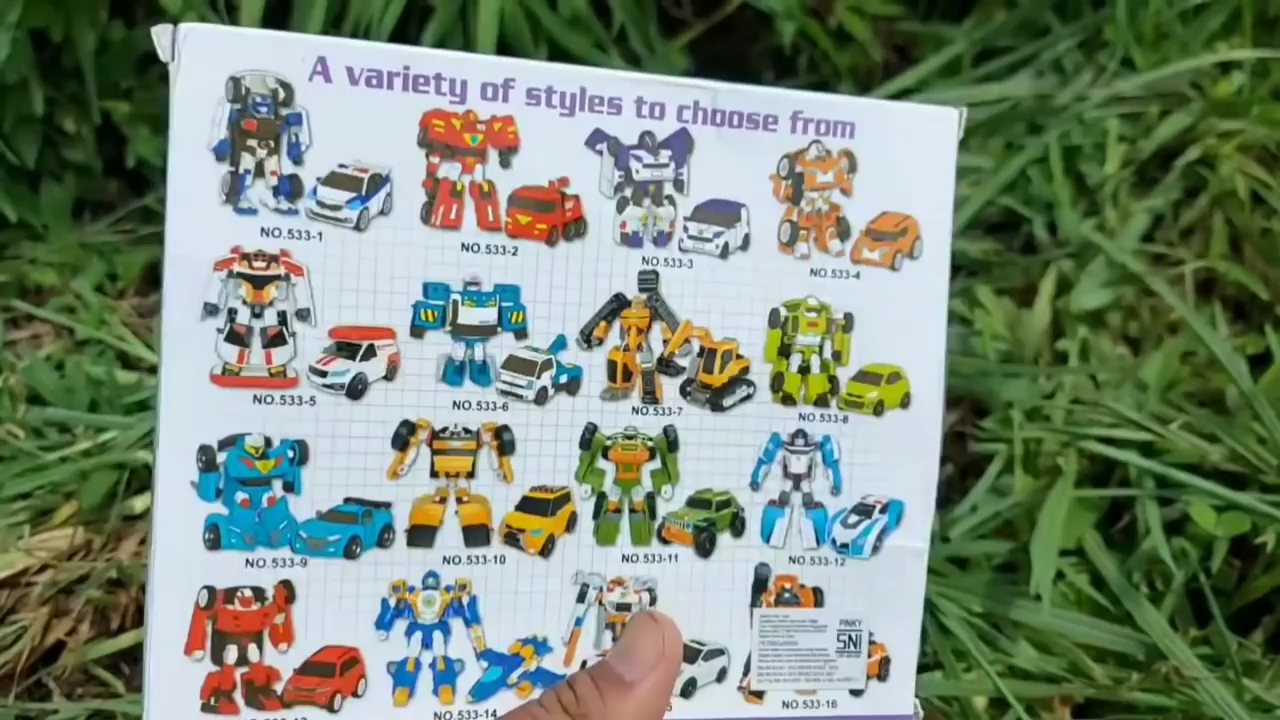 A variety of styles to choose from
NO.533-1
NO.533-2
NO.533-3
NO.533-4
NO.533-5
NO.533-6
NO.533-7
NO.533-8
NO.533-9
NO.533-10
NO.533-11
NO.533-12
NO.533-14
NO.533-16
PINKY
SNI